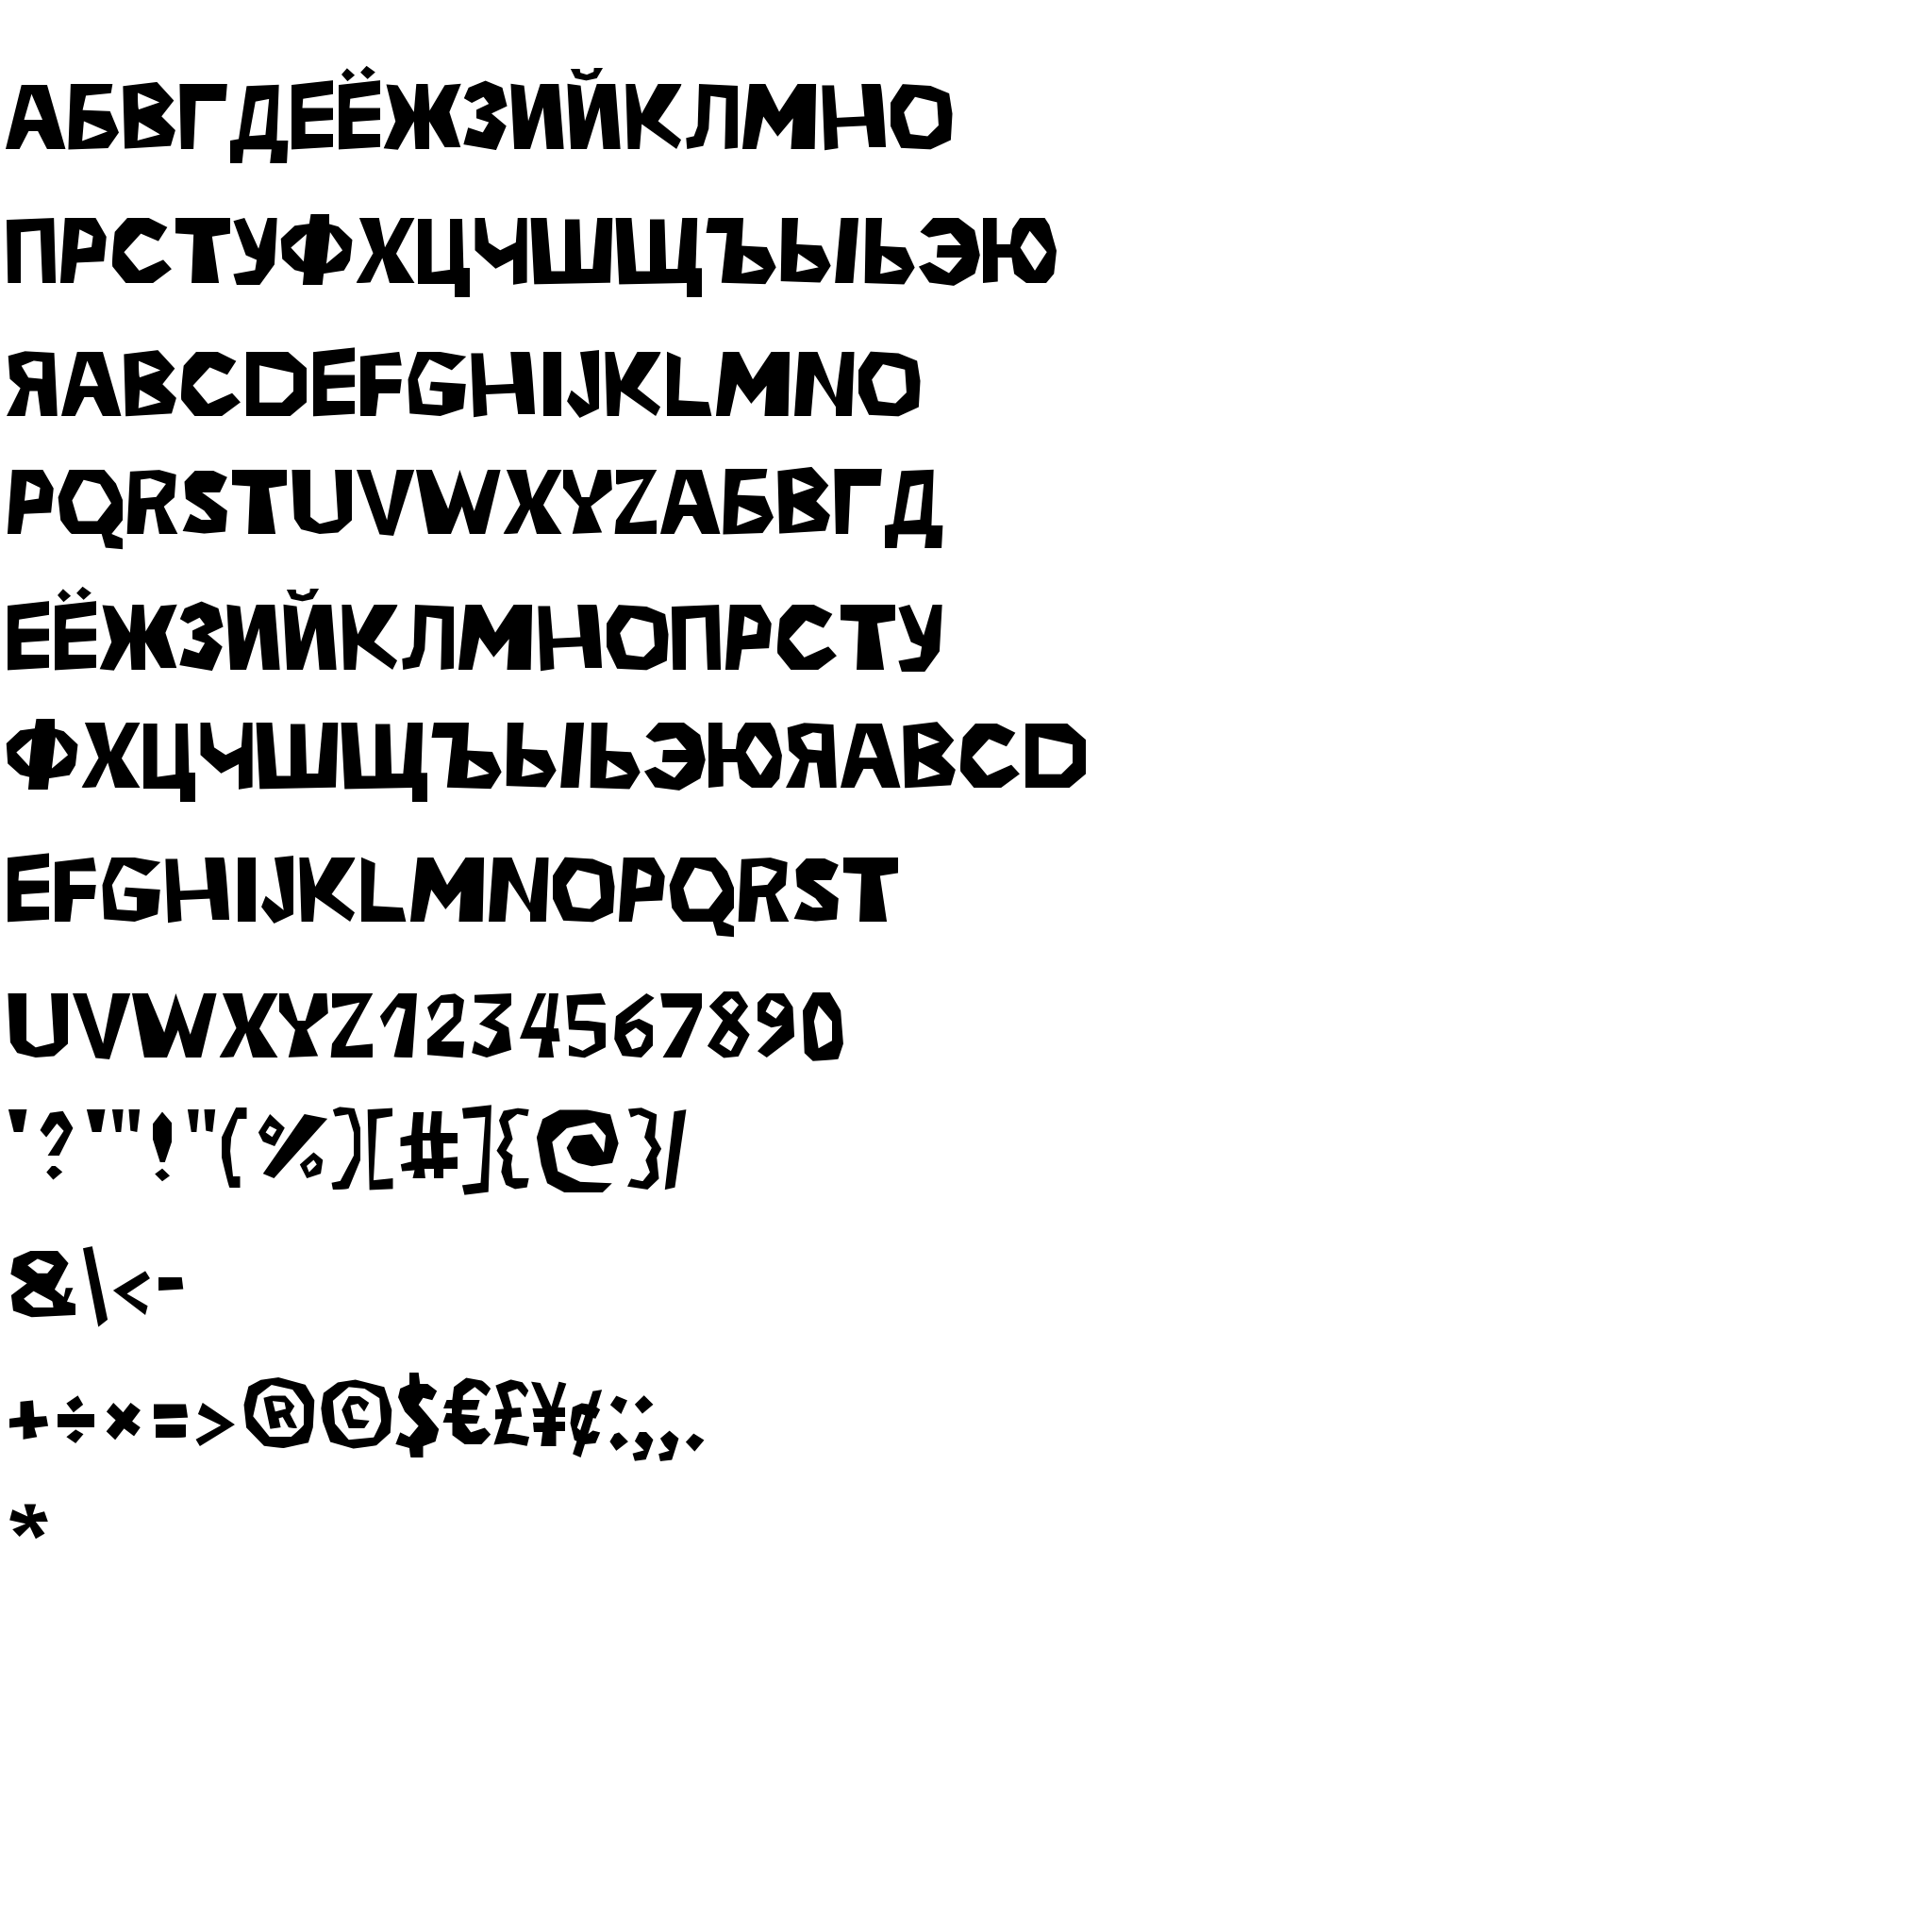 АБВГДЕЁЖЗИЙКЛМНО
ПРСТУФХЦЧШЩЪЫЬЭЮ
ЯABCDEFGHIJKLMNO
PQRSTUVWXYZАБВГД
ЕЁЖЗИЙКЛМНОПРСТУ
ФХЦЧШЩЪЫЬЭЮЯABCD
EFGHIJKLMNOPQRST
UVWXYZ1234567890
'?'"!"(%)[#]{@}/
&\<-
+÷×=>®©$€£¥¢:;,.
*